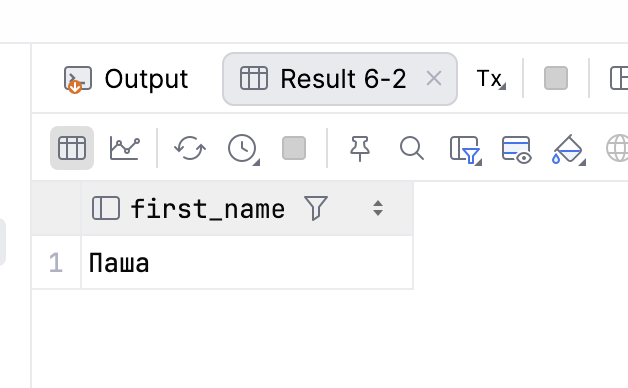 Output Result 6-2 Tx
first_name
1 Паша